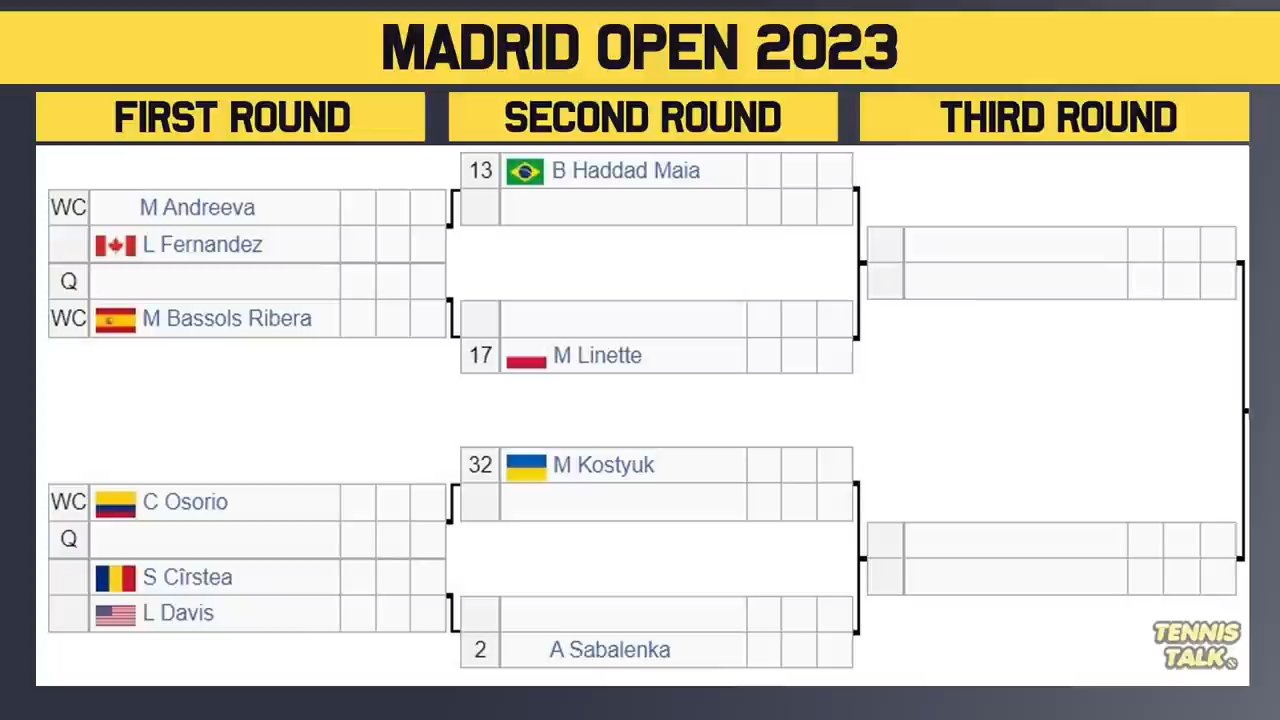 MADRID OPEN 2023
FIRST ROUND
SECOND ROUND
THIRD ROUND
13 B Haddad Maia
WC M Andreeva
L Fernandez
Q
WC M Bassols Ribera
17 M Linette
32 M Kostyuk
WC C Osorio
Q
S Cîrstea
L Davis
2 A Sabalenka
TENNIS
TALK